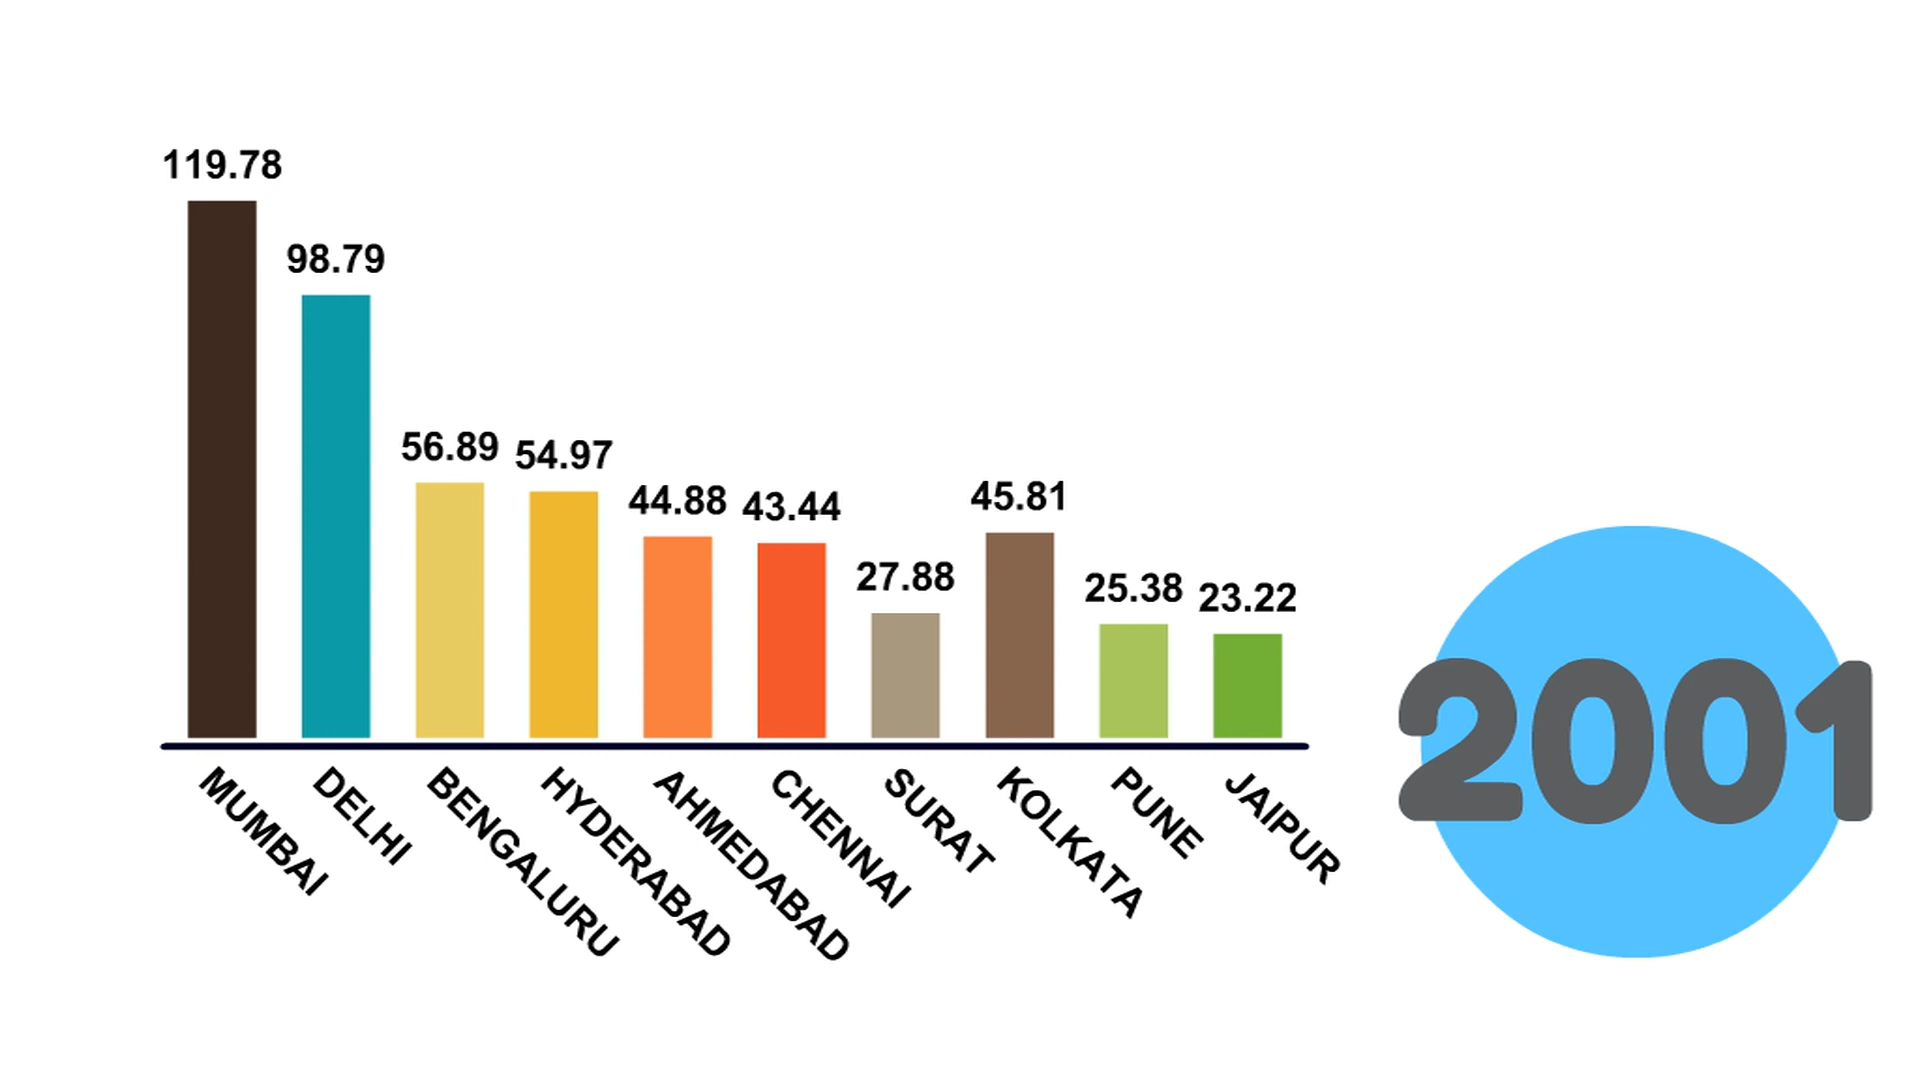 119.78
98.79
56.89
54.97
44.88
43.44
27.88
45.81
25.38
23.22
MUMBAI
DELHI
BENGALURU
HYDERABAD
AHMEDABAD
CHENNAI
SURAT
KOLKATA
PUNE
JAIPUR
2001